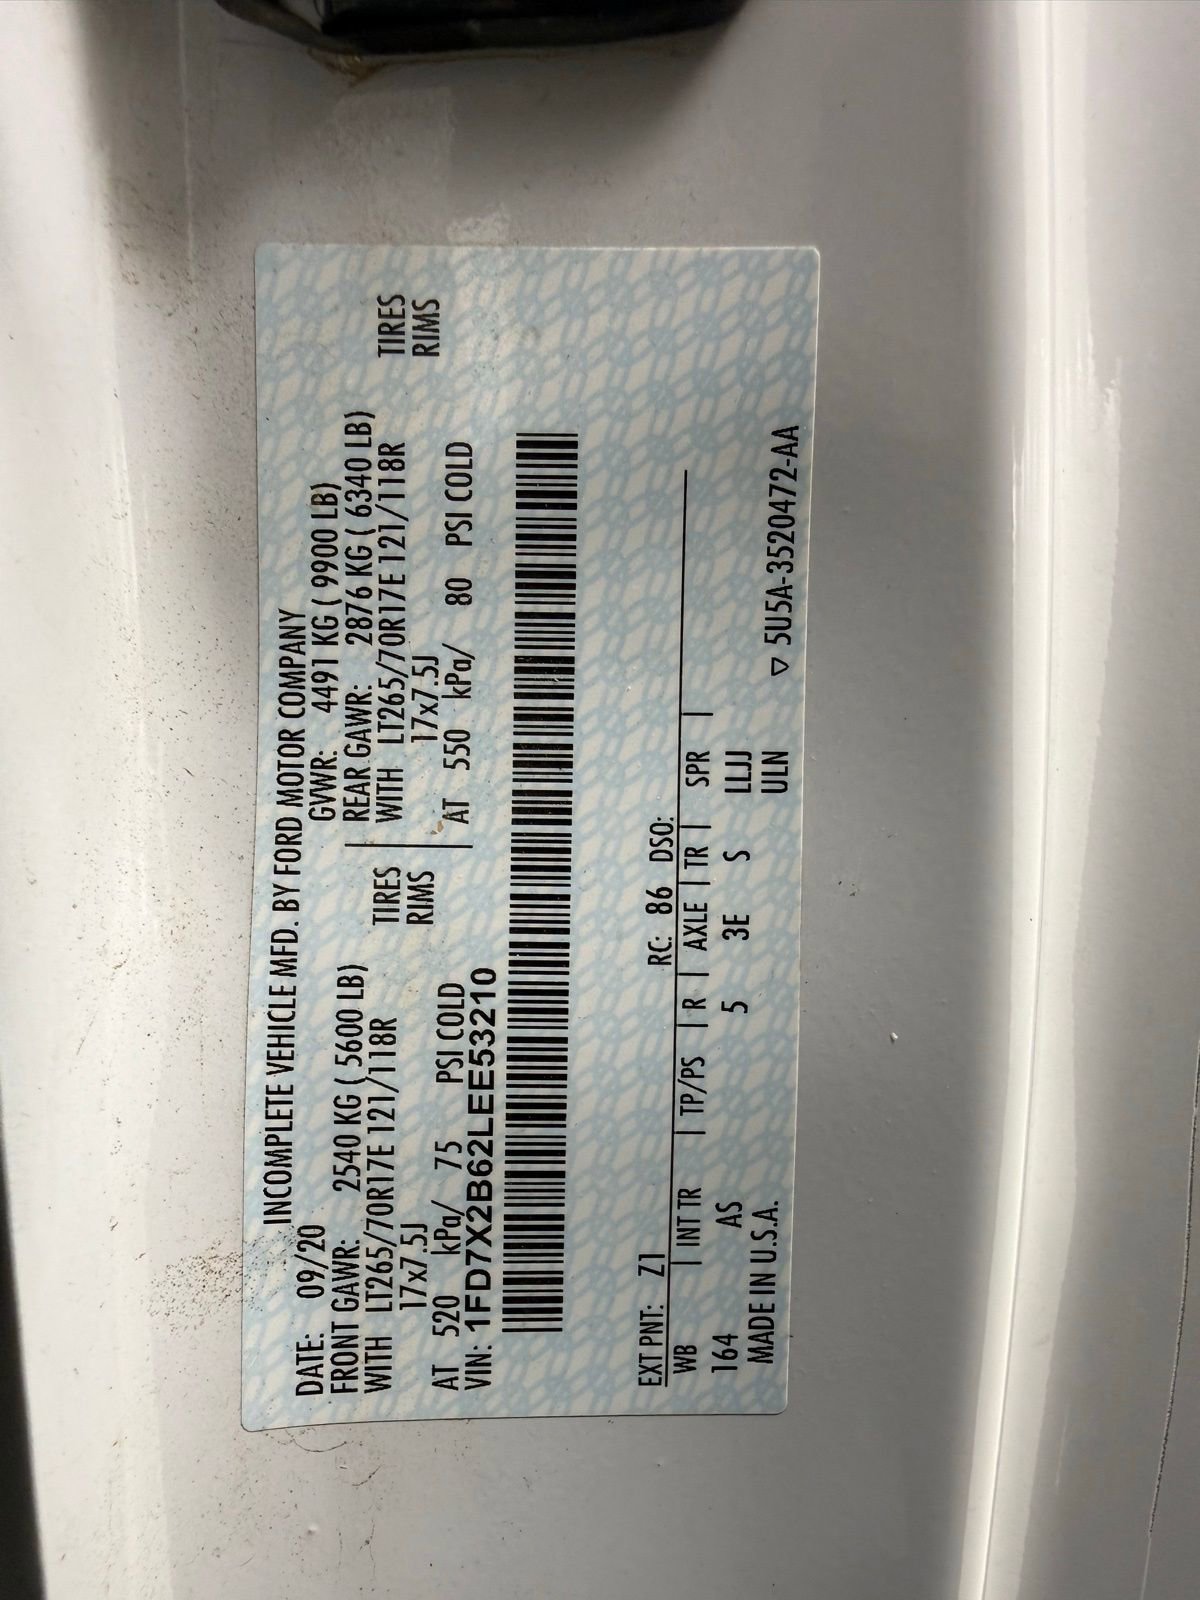 INCOMPLETE VEHICLE MFD. BY FORD MOTOR COMPANY
DATE: 09/20 GVWR: 4491 KG ( 9900 LB)
FRONT GAWR: 2540 KG ( 5600 LB) REAR GAWR: 2876 KG ( 6340 LB)
WITH LT265/70R17E 121/118R TIRES WITH LT265/70R17E 121/118R TIRES
17x7.5J RIMS 17x7.5J RIMS
AT 520 kPa/ 75 PSI COLD AT 550 kPa/ 80 PSI COLD
VIN: 1FD7X2B62LEE53210
EXT PNT: Z1 RC: 86 DSO:
WB | INT TR | TP/PS | R | AXLE | TR | SPR |
164 AS 5 3E S LLJJ
MADE IN U.S.A. ULN
▽ 5U5A-3520472-AA